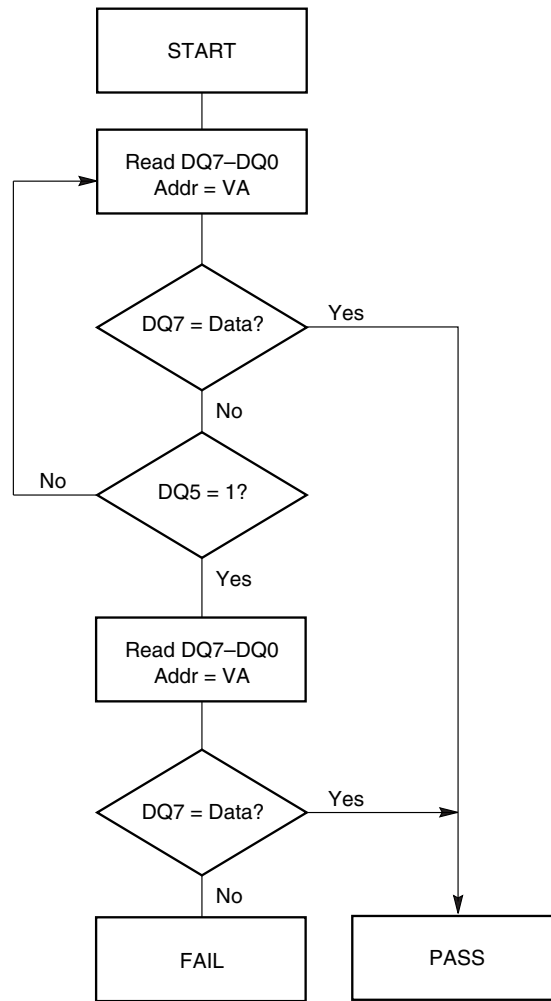 START
Read DQ7–DQ0
Addr = VA
DQ7 = Data?
Yes
No
No
DQ5 = 1?
Yes
Read DQ7–DQ0
Addr = VA
DQ7 = Data?
Yes
No
FAIL
PASS